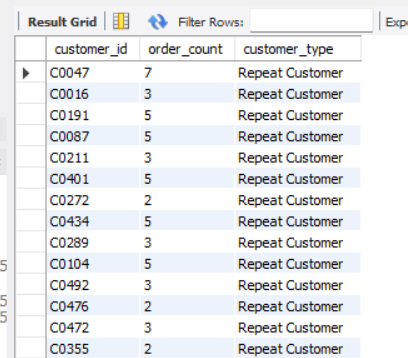 Result Grid Filter Rows: Expo
customer_id order_count customer_type
C0047 7 Repeat Customer
C0016 3 Repeat Customer
C0191 5 Repeat Customer
C0087 5 Repeat Customer
C0211 3 Repeat Customer
C0401 5 Repeat Customer
C0272 2 Repeat Customer
C0434 5 Repeat Customer
C0289 3 Repeat Customer
5 C0104 5 Repeat Customer
C0492 3 Repeat Customer
5 C0476 2 Repeat Customer
5 C0472 3 Repeat Customer
C0355 2 Repeat Customer